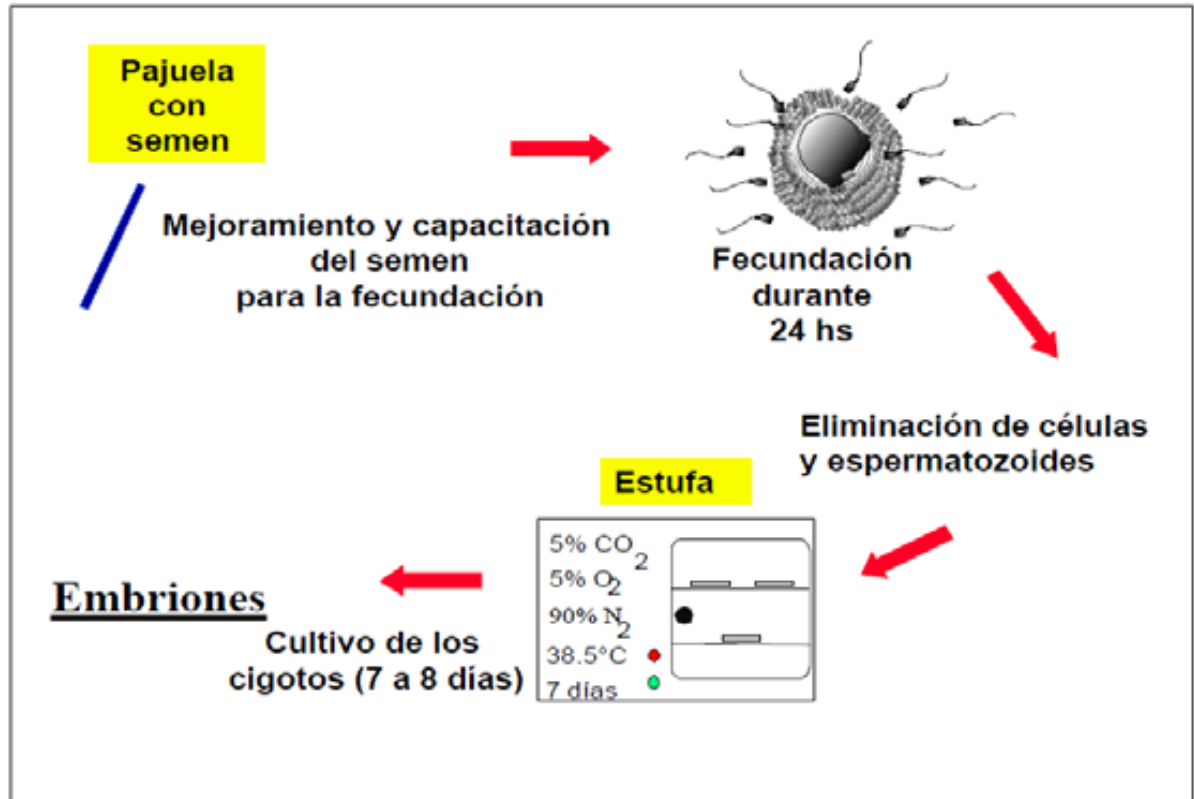 Pajuela
con
semen
Mejoramiento y capacitación
del semen
para la fecundación
Fecundación
durante
24 hs
Eliminación de células
y espermatozoides
Estufa
5% CO2
5% O2
90% N2
38.5°C
7 días
Cultivo de los
cigotos (7 a 8 días)
Embriones